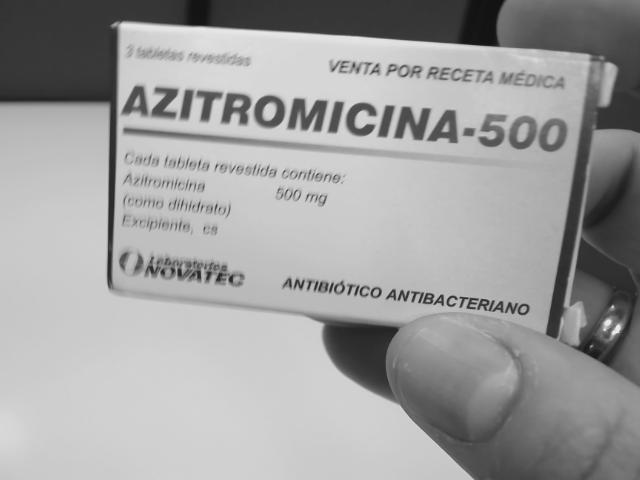 3 tabletas revestidas
VENTA POR RECETA MÉDICA
AZITROMICINA-500
Cada tableta revestida contiene:
Azitromicina 500 mg
(como dihidrato)
Excipiente, cs
Laboratorios
NOVATEC
ANTIBIÓTICO ANTIBACTERIANO